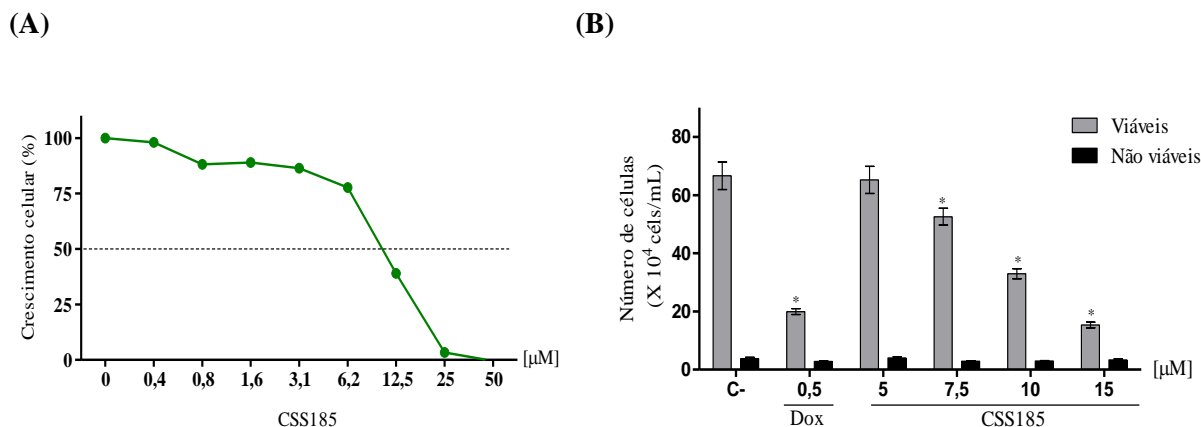 (A)
(B)
Crescimento celular (%)
100
75
50
25
0
0 0,4 0,8 1,6 3,1 6,2 12,5 25 50 [µM]
CSS185
Número de células
(X 10⁴ céls/mL)
80
60
40
20
0
Viáveis
Não viáveis
*
*
*
*
C- 0,5 5 7,5 10 15 [µM]
Dox CSS185